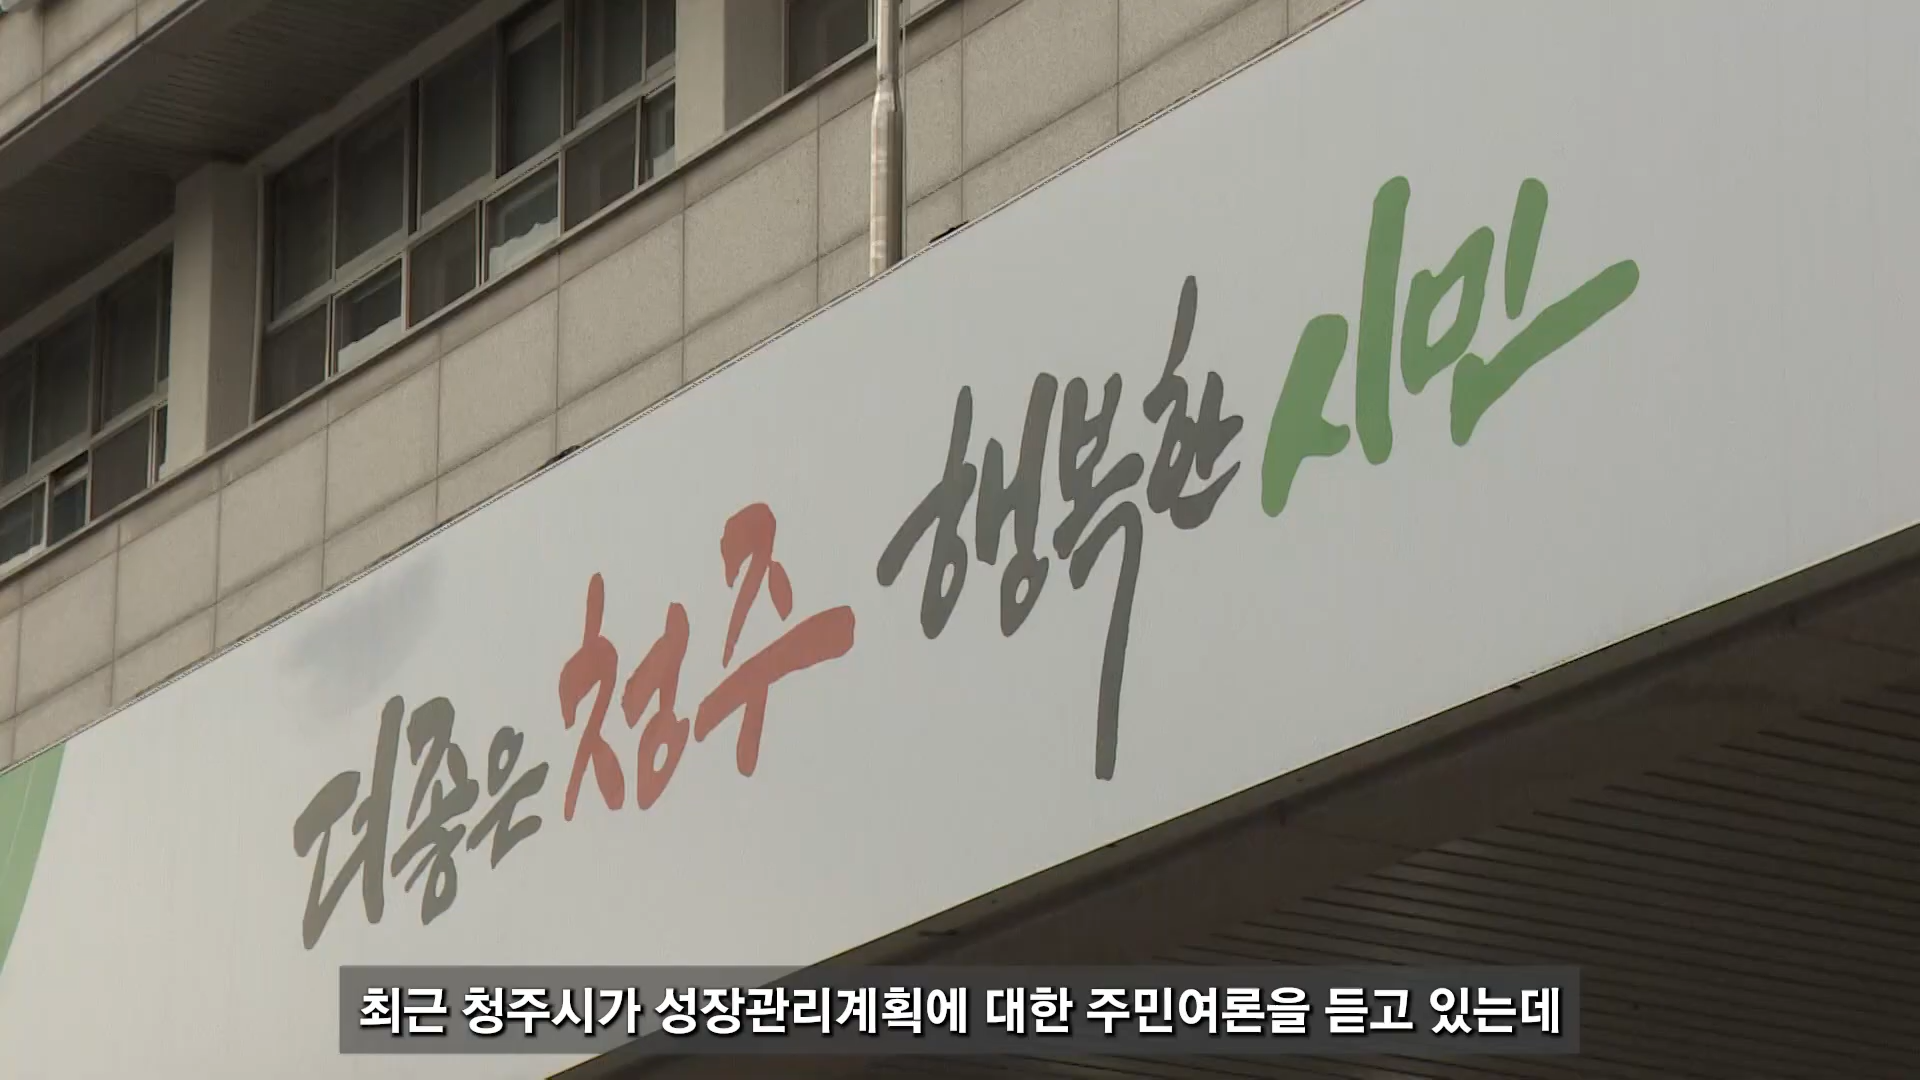 더 좋은 청주 행복한 시민
최근 청주시가 성장관리계획에 대한 주민여론을 듣고 있는데